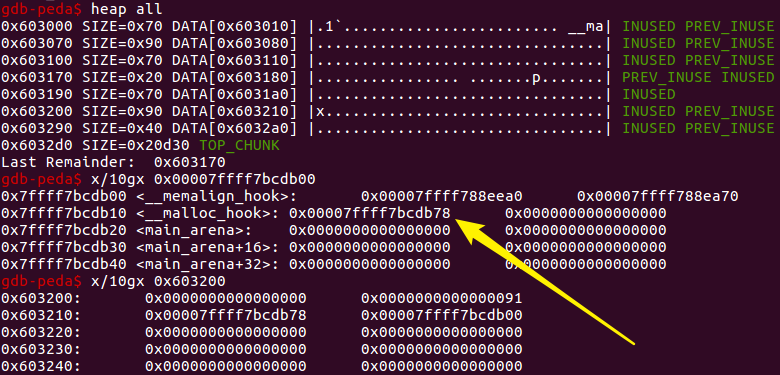 gdb-peda$ heap all
0x603000 SIZE=0x70 DATA[0x603010] |.1`........................ __ma| INUSED PREV_INUSE
0x603070 SIZE=0x90 DATA[0x603080] |................................| INUSED PREV_INUSE
0x603100 SIZE=0x70 DATA[0x603110] |................................| INUSED PREV_INUSE
0x603170 SIZE=0x20 DATA[0x603180] |........................p.......| PREV_INUSE INUSED
0x603190 SIZE=0x70 DATA[0x6031a0] |................................| INUSED
0x603200 SIZE=0x90 DATA[0x603210] |x...............................| INUSED PREV_INUSE
0x603290 SIZE=0x40 DATA[0x6032a0] |................................| INUSED PREV_INUSE
0x6032d0 SIZE=0x20d30 TOP_CHUNK
Last Remainder:  0x603170
gdb-peda$ x/10gx 0x00007ffff7bcdb00
0x7ffff7bcdb00 <__memalign_hook>: 0x00007ffff788eea0 0x00007ffff788ea70
0x7ffff7bcdb10 <__malloc_hook>: 0x00007ffff7bcdb78 0x0000000000000000
0x7ffff7bcdb20 <main_arena>: 0x0000000000000000 0x0000000000000000
0x7ffff7bcdb30 <main_arena+16>: 0x0000000000000000 0x0000000000000000
0x7ffff7bcdb40 <main_arena+32>: 0x0000000000000000 0x0000000000000000
gdb-peda$ x/10gx 0x603200
0x603200: 0x0000000000000000 0x0000000000000091
0x603210: 0x00007ffff7bcdb78 0x00007ffff7bcdb00
0x603220: 0x0000000000000000 0x0000000000000000
0x603230: 0x0000000000000000 0x0000000000000000
0x603240: 0x0000000000000000 0x0000000000000000